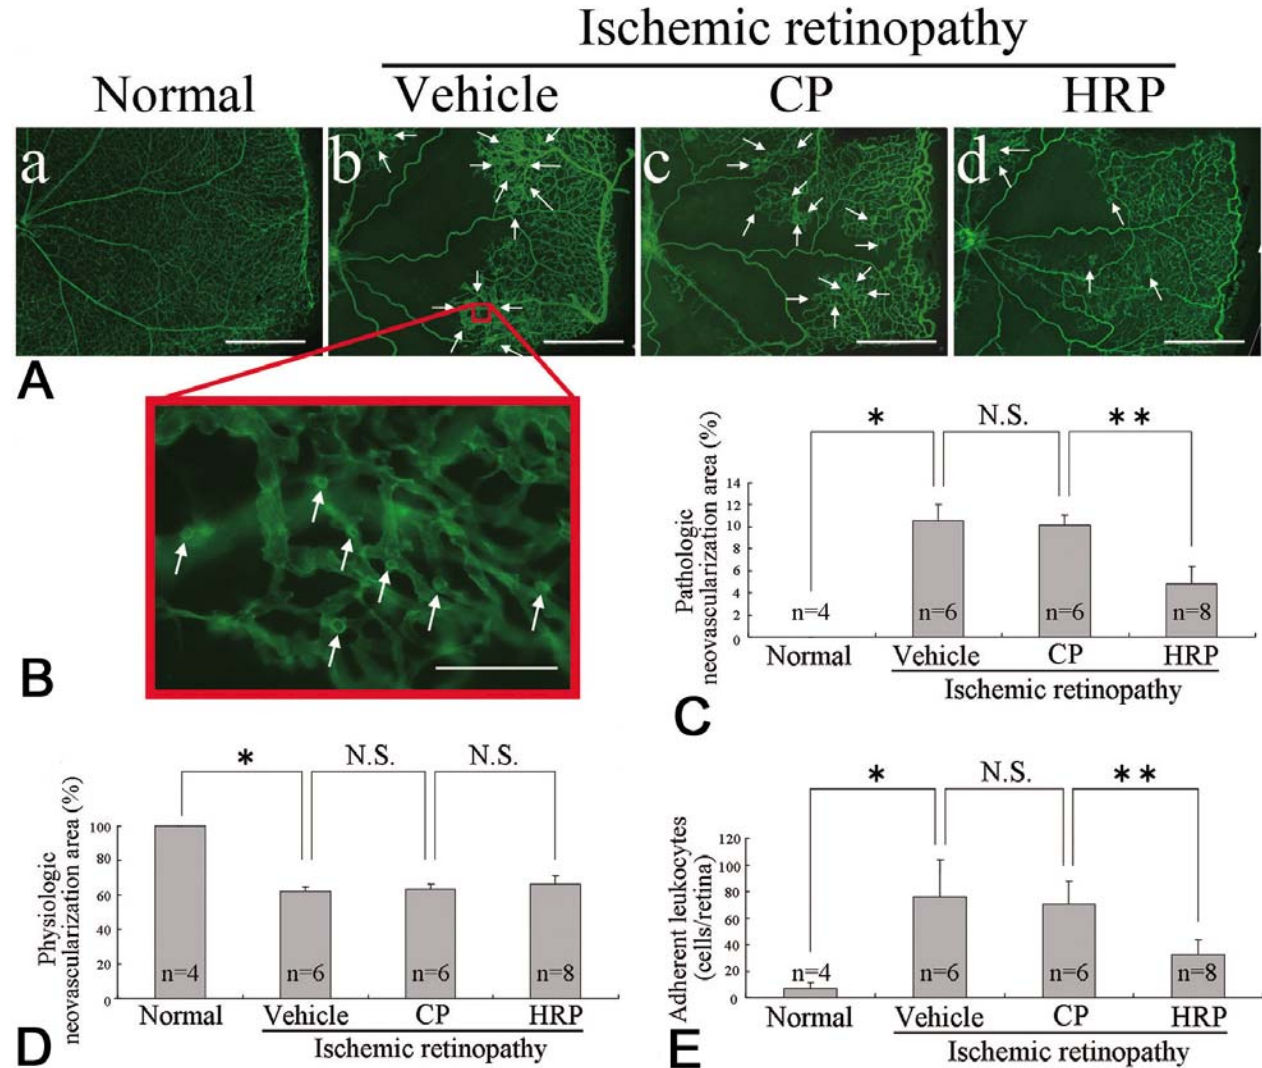 Ischemic retinopathy
Normal Vehicle CP HRP
a b c d
A
B
Pathologic
neovascularization area (%)
* N.S. **
14
12
10
8
6
4
2
0
n=4 n=6 n=6 n=8
Normal Vehicle CP HRP
Ischemic retinopathy
C
Physiologic
neovascularization area (%)
* N.S. N.S.
100
80
60
40
20
0
n=4 n=6 n=6 n=8
Normal Vehicle CP HRP
Ischemic retinopathy
D
Adherent leukocytes
(cells/retina)
* N.S. **
120
100
80
60
40
20
0
n=4 n=6 n=6 n=8
Normal Vehicle CP HRP
Ischemic retinopathy
E